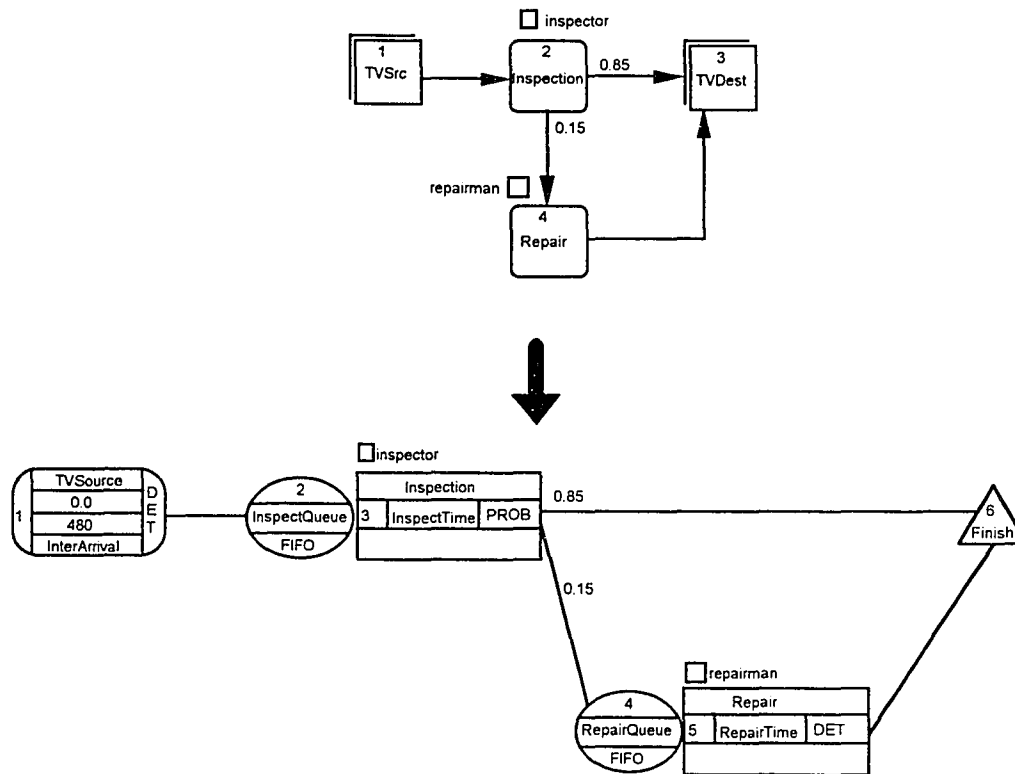 inspector
1
TVSrc
2
Inspection
0.85
3
TVDest
0.15
repairman
4
Repair
inspector
1
TVSource
0.0
480
InterArrival
DET
2
InspectQueue
FIFO
Inspection
3 InspectTime PROB
0.85
6
Finish
0.15
repairman
4
RepairQueue
FIFO
Repair
5 RepairTime DET